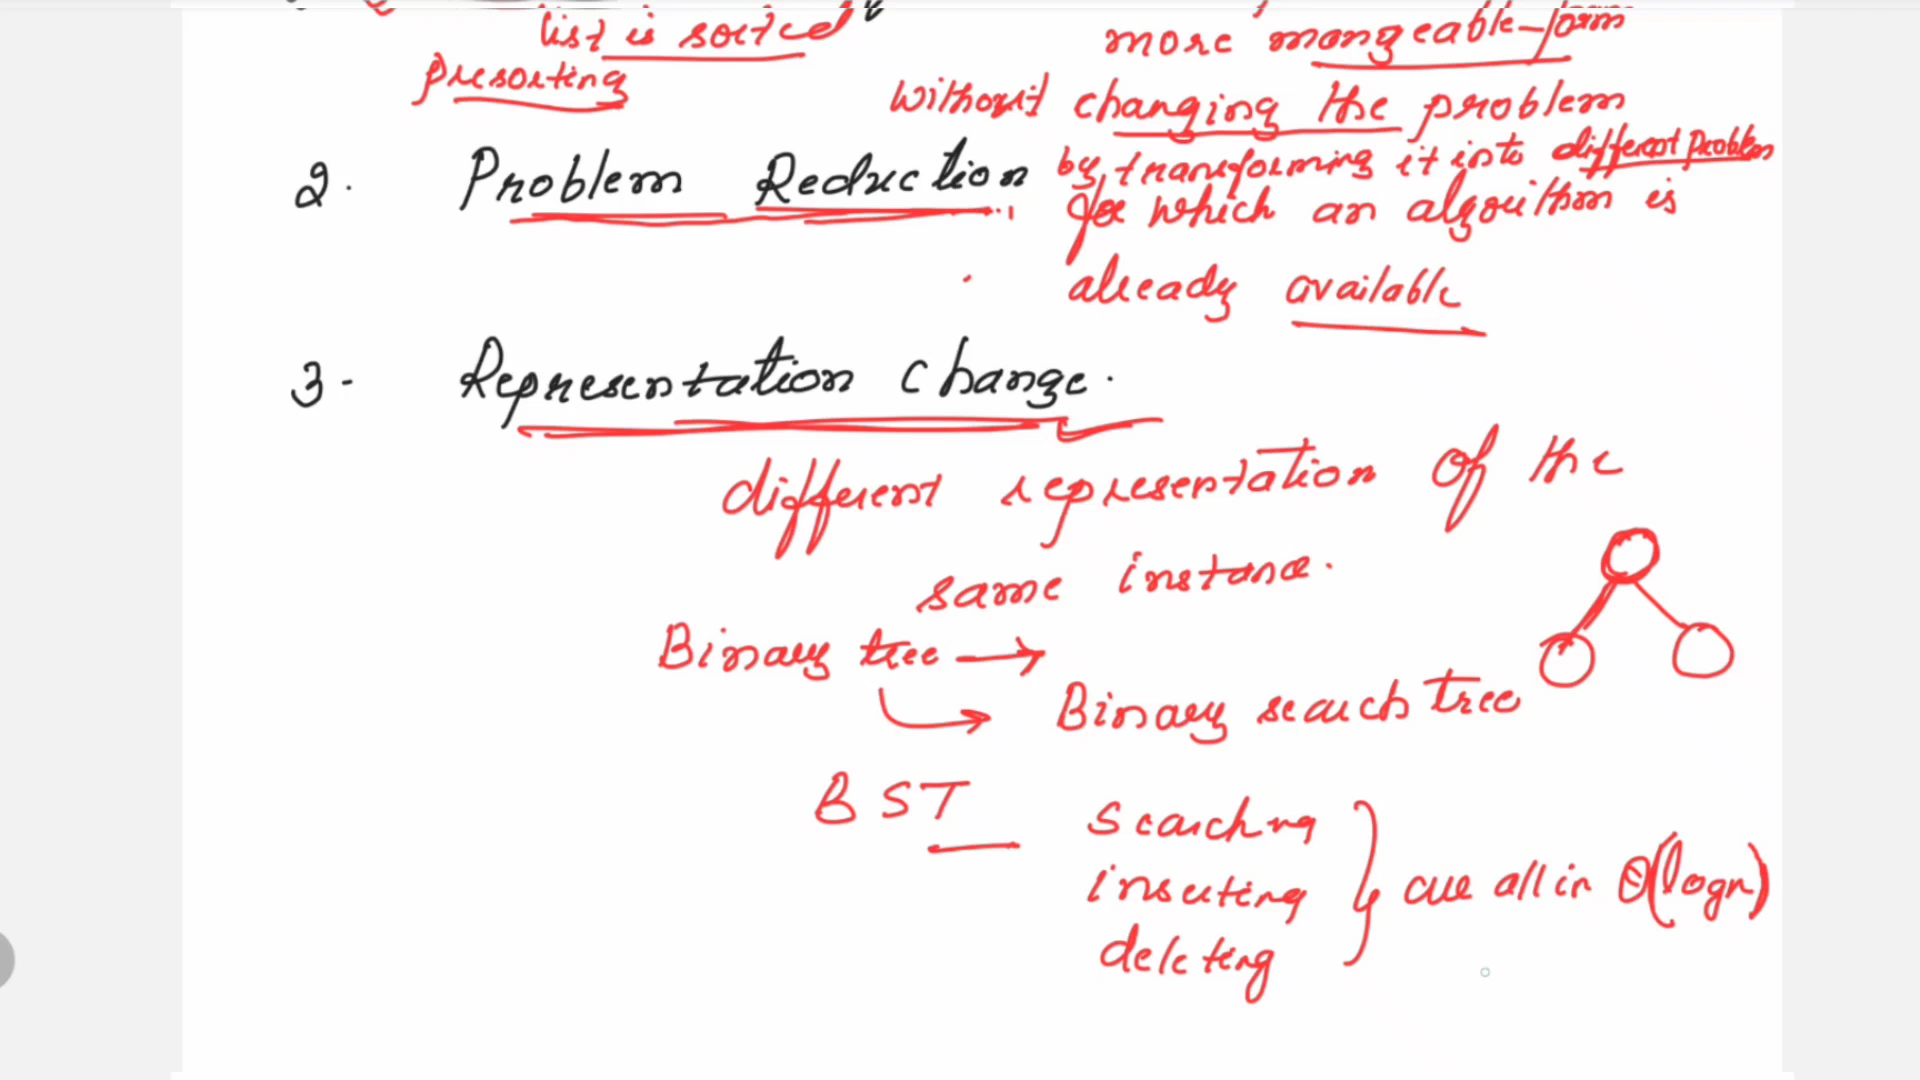 list is sorted
presorting
more mangeable form
without changing the problem
2. Problem Reduction
by transforming it into different problem
for which an algorithm is
already available
3. Representation change.
different representation of the
same instance.
Binary tree →
→ Binary search tree
BST
searching
inserting
deleting
} are all in Θ(logn)